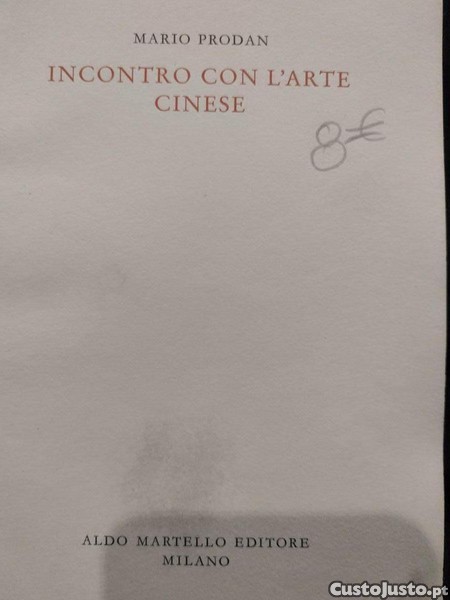 MARIO PRODAN
INCONTRO CON L'ARTE
CINESE
8€
ALDO MARTELLO EDITORE
MILANO
CustoJusto.pt